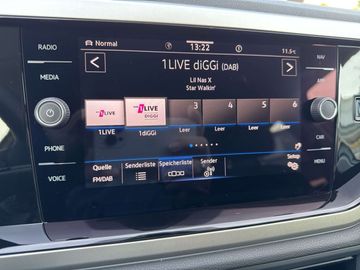 RADIO
Normal 13:22 11.5°C
1LIVE diGGi (DAB)
Lil Nas X
Star Walkin'
MEDIA
1LIVE
1LIVE
DIGGI
3 4 5 6
1LIVE 1diGGi Leer Leer Leer Leer
PHONE
CAR
Quelle
FM/DAB
Senderliste
Speicherliste
Sender
Setup
MENU
VOICE